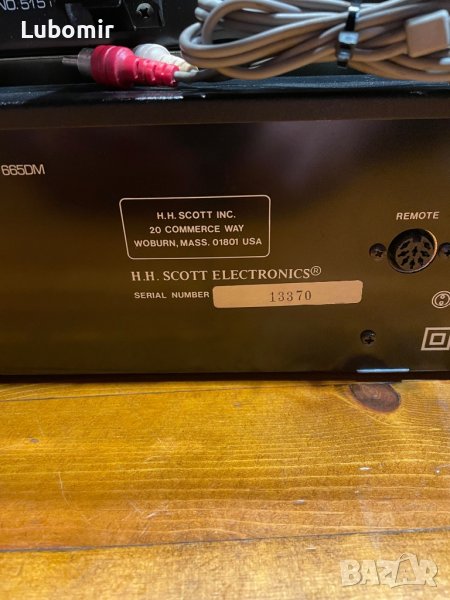 NO.5151
Lubomir
665DM
H.H. SCOTT INC.
20 COMMERCE WAY
WOBURN, MASS. 01801 USA
REMOTE
H.H. SCOTT ELECTRONICS®
SERIAL NUMBER 13370
BAZAR